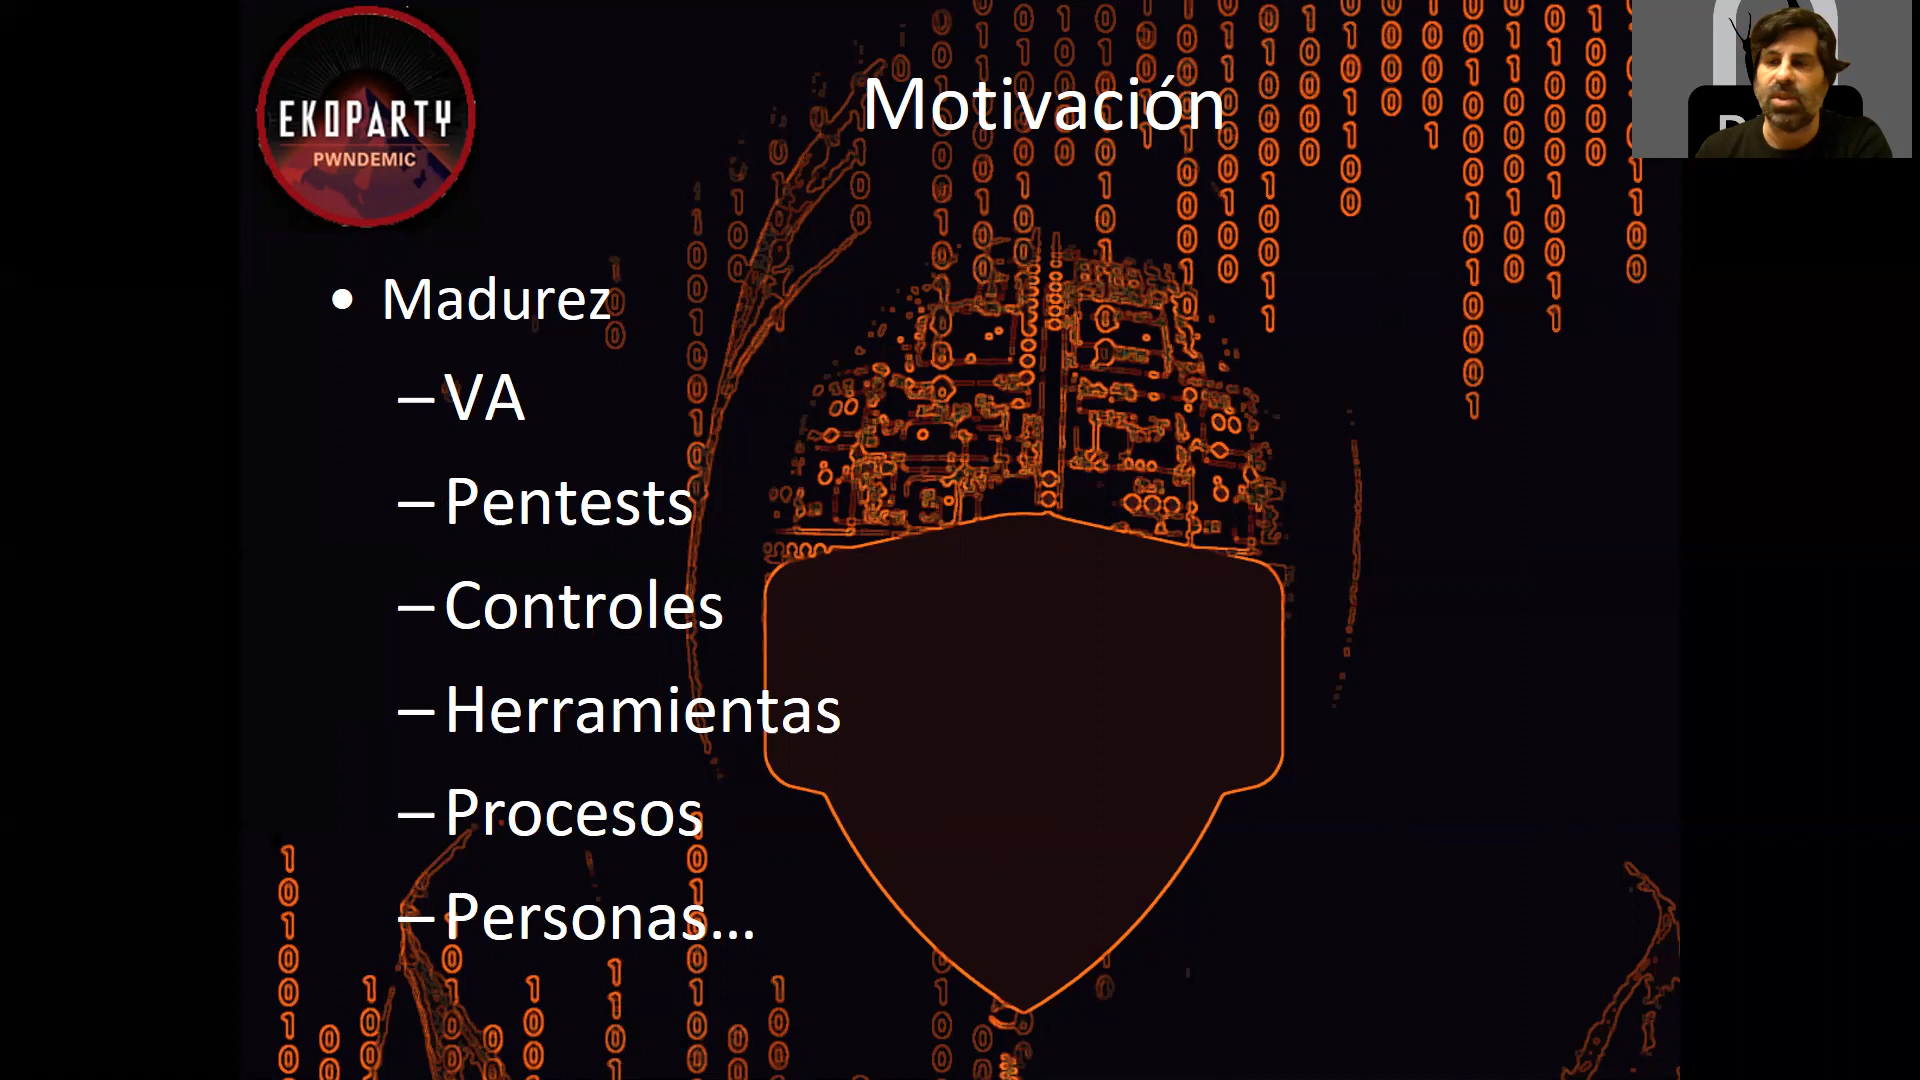 EKOPARTY
PWNDEMIC
Motivación
• Madurez
– VA
– Pentests
– Controles
– Herramientas
– Procesos
– Personas...